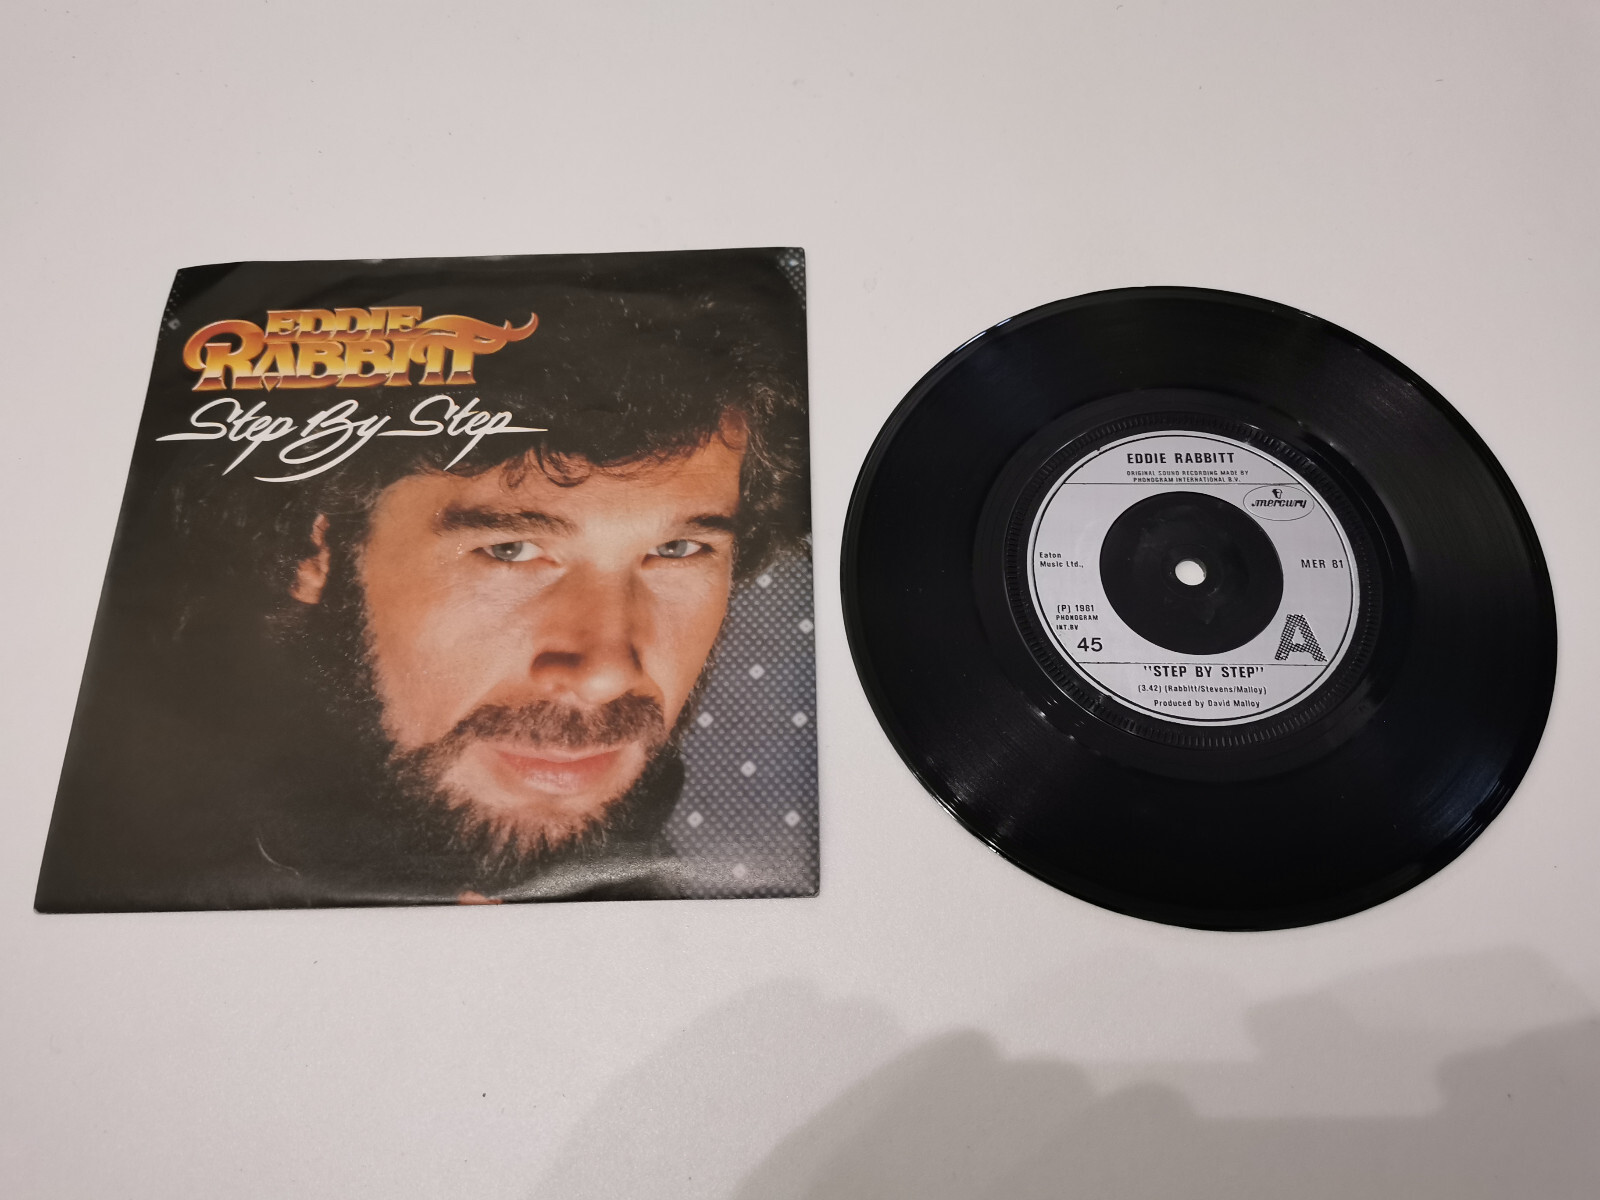 EDDIE
RABBITT
Step By Step
EDDIE RABBITT
ORIGINAL SOUND RECORDING MADE BY
PHONOGRAM INTERNATIONAL B.V.
mercury
Eaton
Music Ltd.,
MER 81
(P) 1981
PHONOGRAM
INT.BV
45
A
"STEP BY STEP"
(3.42) (Rabbitt/Stevens/Malloy)
Produced by David Malloy